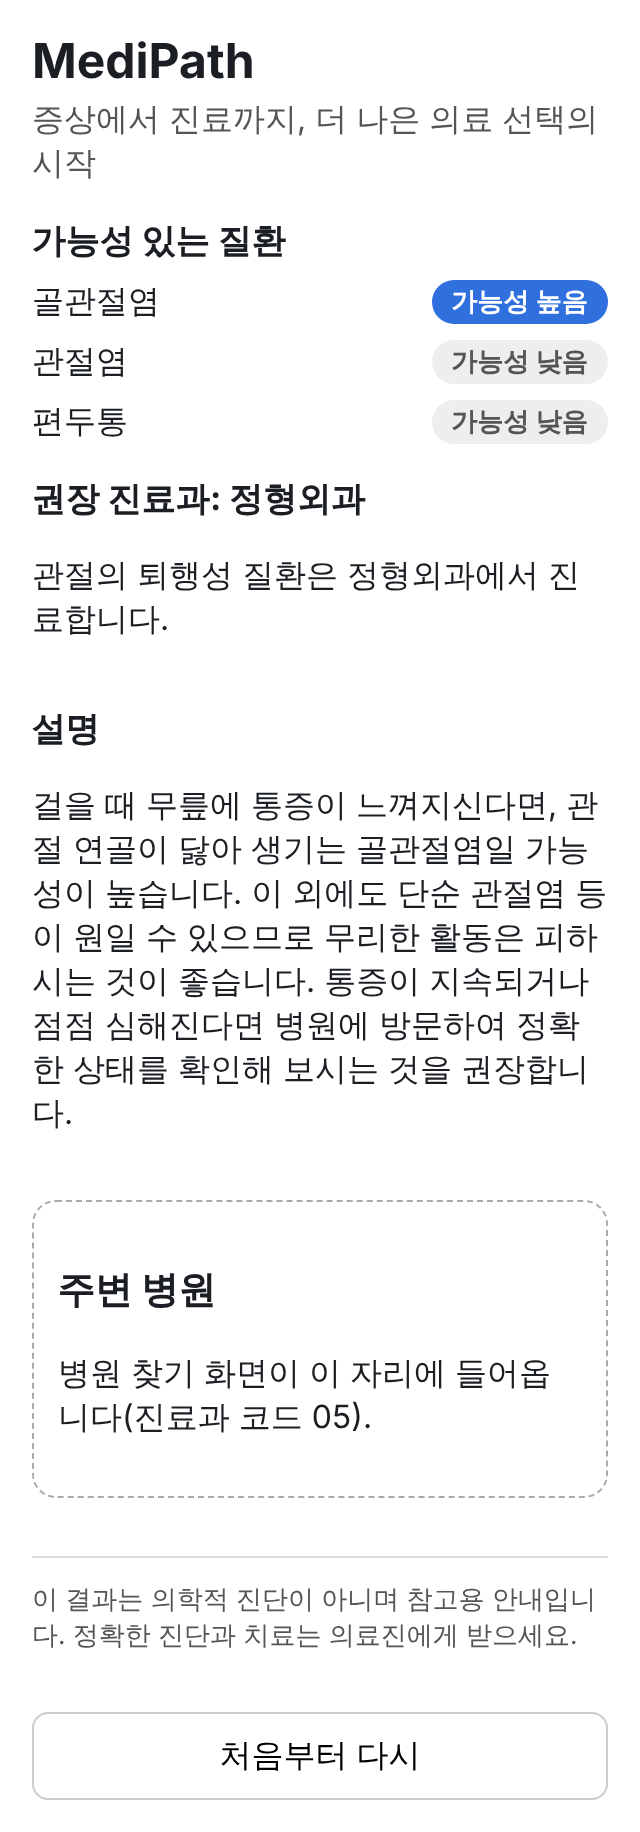 MediPath
증상에서 진료까지, 더 나은 의료 선택의
시작
가능성 있는 질환
골관절염 가능성 높음
관절염 가능성 낮음
편두통 가능성 낮음
권장 진료과: 정형외과
관절의 퇴행성 질환은 정형외과에서 진
료합니다.
설명
걸을 때 무릎에 통증이 느껴지신다면, 관
절 연골이 닳아 생기는 골관절염일 가능
성이 높습니다. 이 외에도 단순 관절염 등
이 원일 수 있으므로 무리한 활동은 피하
시는 것이 좋습니다. 통증이 지속되거나
점점 심해진다면 병원에 방문하여 정확
한 상태를 확인해 보시는 것을 권장합니
다.
주변 병원
병원 찾기 화면이 이 자리에 들어옵
니다(진료과 코드 05).
이 결과는 의학적 진단이 아니며 참고용 안내입니
다. 정확한 진단과 치료는 의료진에게 받으세요.
처음부터 다시